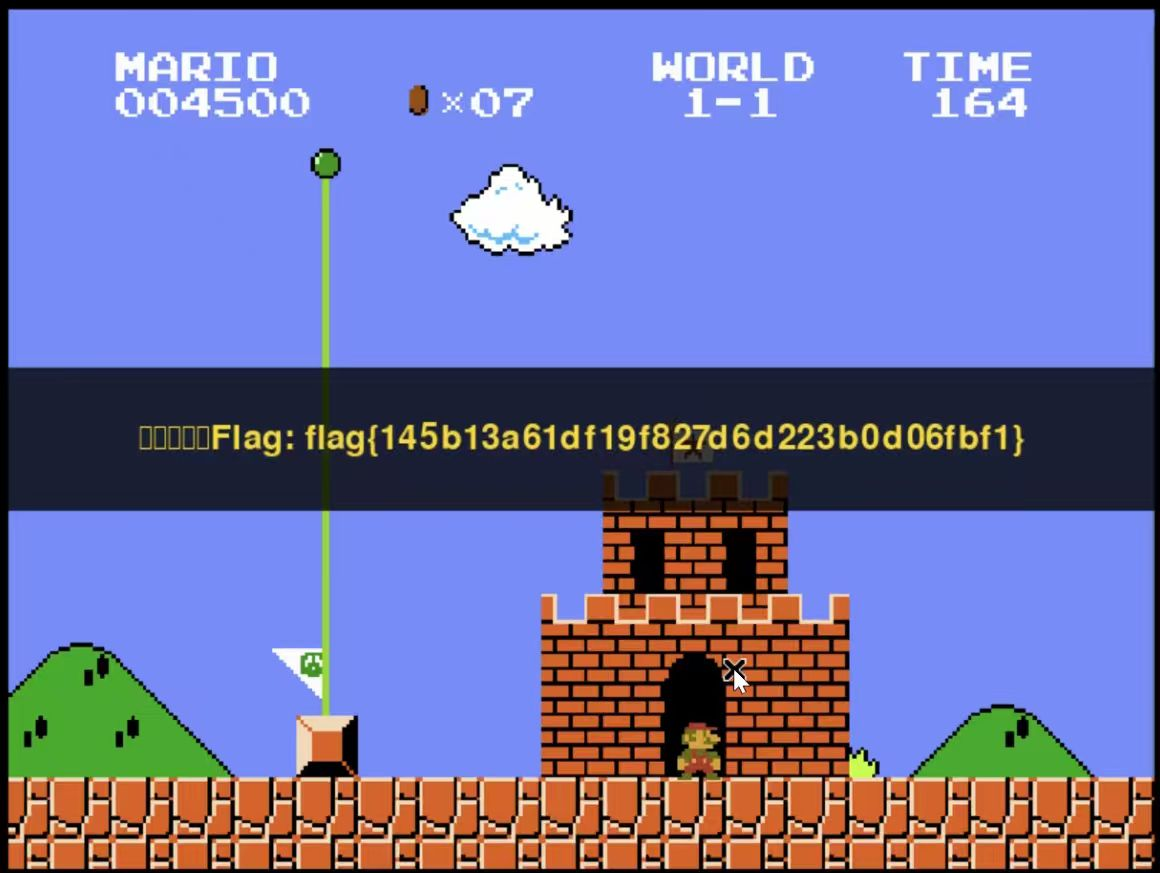 MARIO WORLD TIME
004500 ×07 1-1 164
Flag: flag{145b13a61df19f827d6d223b0d06fbf1}